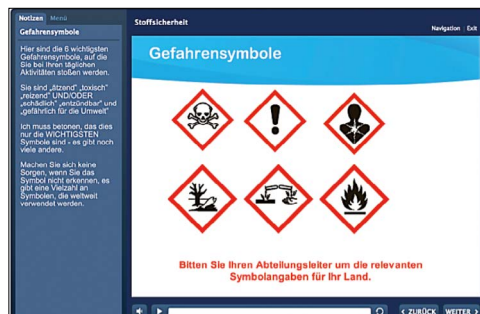 Notizen Menü
Gefahrensymbole
Hier sind die 6 wichtigsten
Gefahrensymbole, auf die
Sie bei Ihren täglichen
Aktivitäten stoßen werden.
Sie sind „ätzend" „toxisch"
„reizend" UND/ODER
„schädlich" „entzündbar" und
„gefährlich für die Umwelt"
Ich muss betonen, das dies
nur die WICHTIGSTEN
Symbole sind - es gibt noch
viele andere.
Machen Sie sich keine
Sorgen, wenn Sie das
Symbol nicht erkennen, es
gibt eine Vielzahl an
Symbolen, die weltweit
verwendet werden.
Stoffsicherheit
Navigation | Exit
Gefahrensymbole
Bitten Sie Ihren Abteilungsleiter um die relevanten
Symbolangaben für Ihr Land.
< ZURÜCK WEITER >